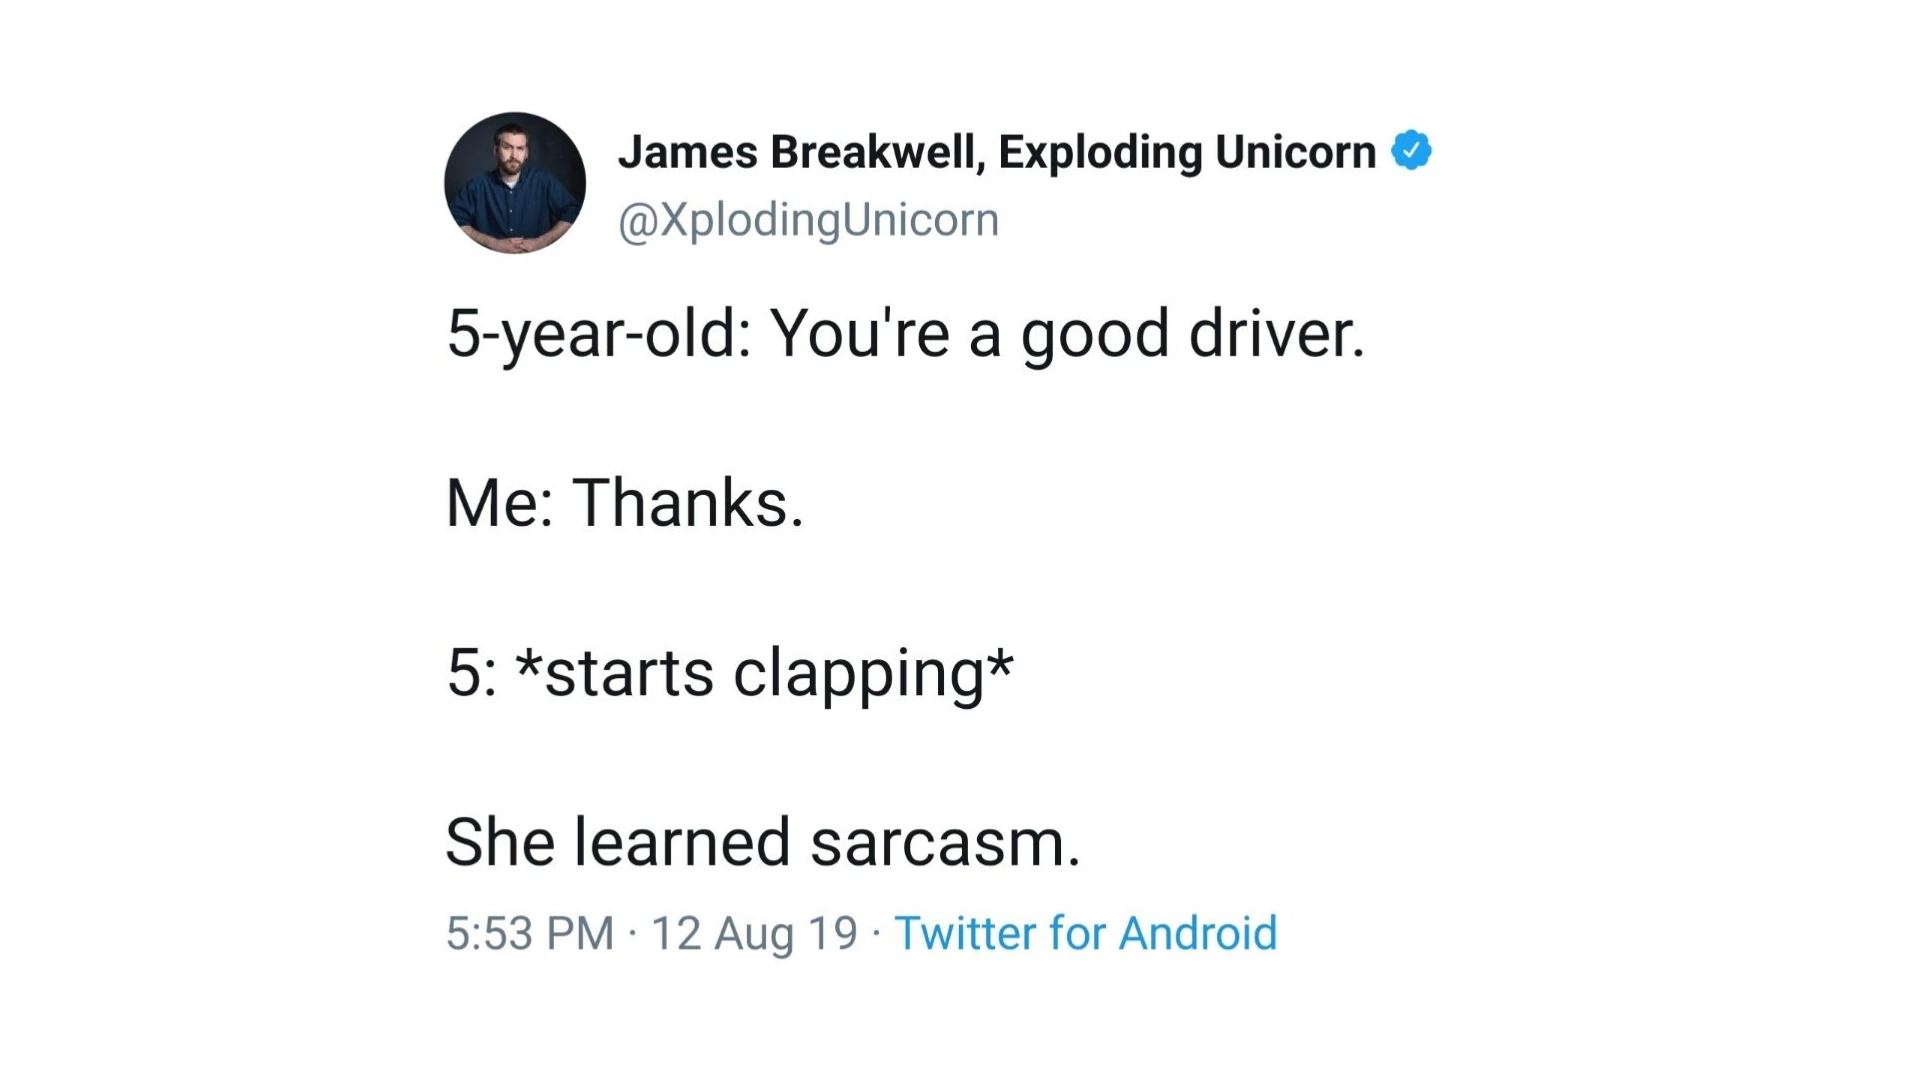 James Breakwell, Exploding Unicorn
@XplodingUnicorn
5-year-old: You're a good driver.
Me: Thanks.
5: *starts clapping*
She learned sarcasm.
5:53 PM · 12 Aug 19 · Twitter for Android